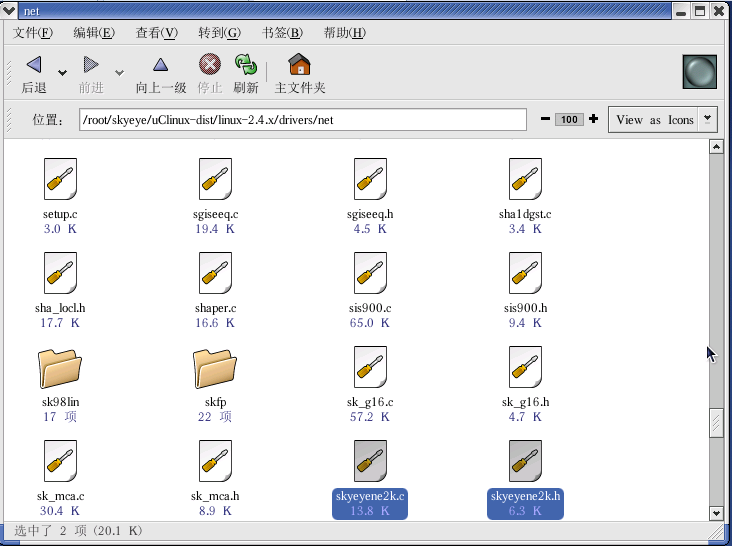 net
文件(F) 编辑(E) 查看(V) 转到(G) 书签(B) 帮助(H)
后退 前进 向上一级 停止 刷新 主文件夹
位置: /root/skyeye/uClinux-dist/linux-2.4.x/drivers/net 100 View as Icons
setup.c sgiseeq.c sgiseeq.h sha1dgst.c
3.0 K 19.4 K 4.5 K 3.4 K
sha_locl.h shaper.c sis900.c sis900.h
17.7 K 16.6 K 65.0 K 9.4 K
sk98lin skfp sk_g16.c sk_g16.h
17 项 22 项 57.2 K 4.7 K
sk_mca.c sk_mca.h skyeyene2k.c skyeyene2k.h
30.4 K 8.9 K 13.8 K 6.3 K
选中了 2 项 (20.1 K)